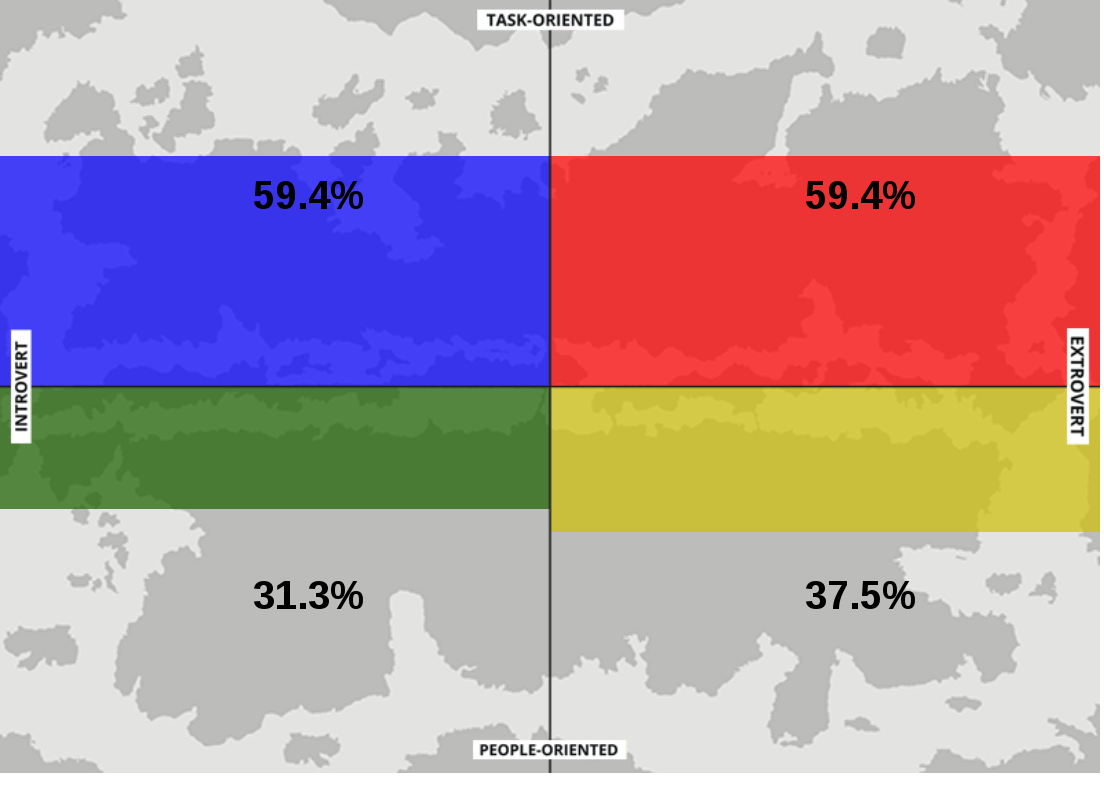 TASK-ORIENTED
59.4%
59.4%
INTROVERT
EXTROVERT
31.3%
37.5%
PEOPLE-ORIENTED